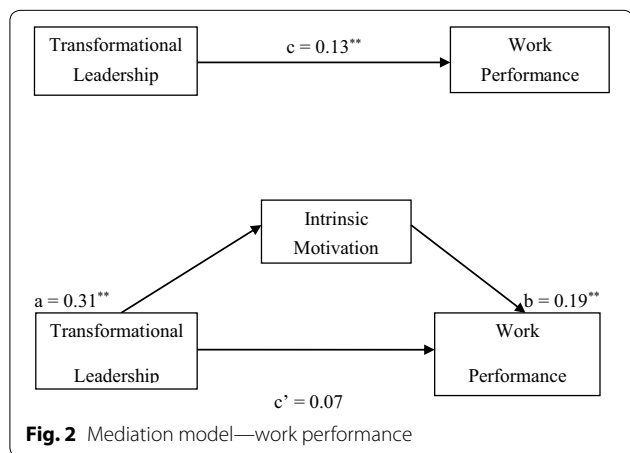 Transformational
Leadership
c = 0.13**
Work
Performance
Intrinsic
Motivation
a = 0.31**
b = 0.19**
Transformational
Leadership
Work
Performance
c’ = 0.07
Fig. 2 Mediation model—work performance